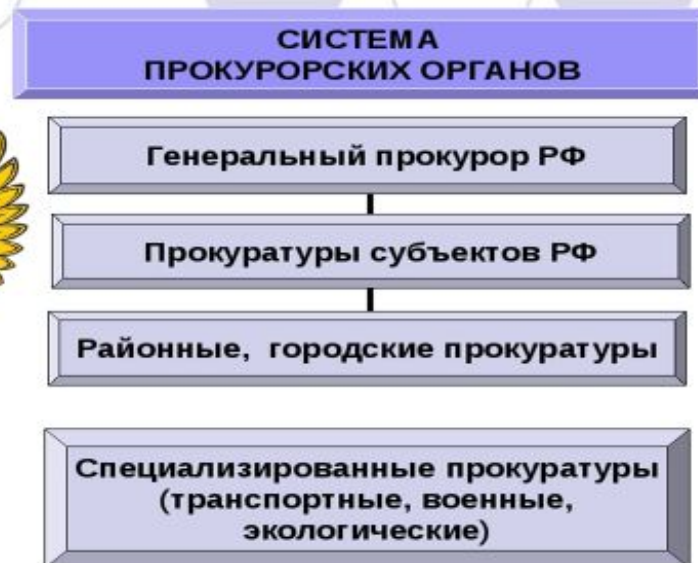 СИСТЕМА
ПРОКУРОРСКИХ ОРГАНОВ
Генеральный прокурор РФ
Прокуратуры субъектов РФ
Районные, городские прокуратуры
Специализированные прокуратуры
(транспортные, военные,
экологические)